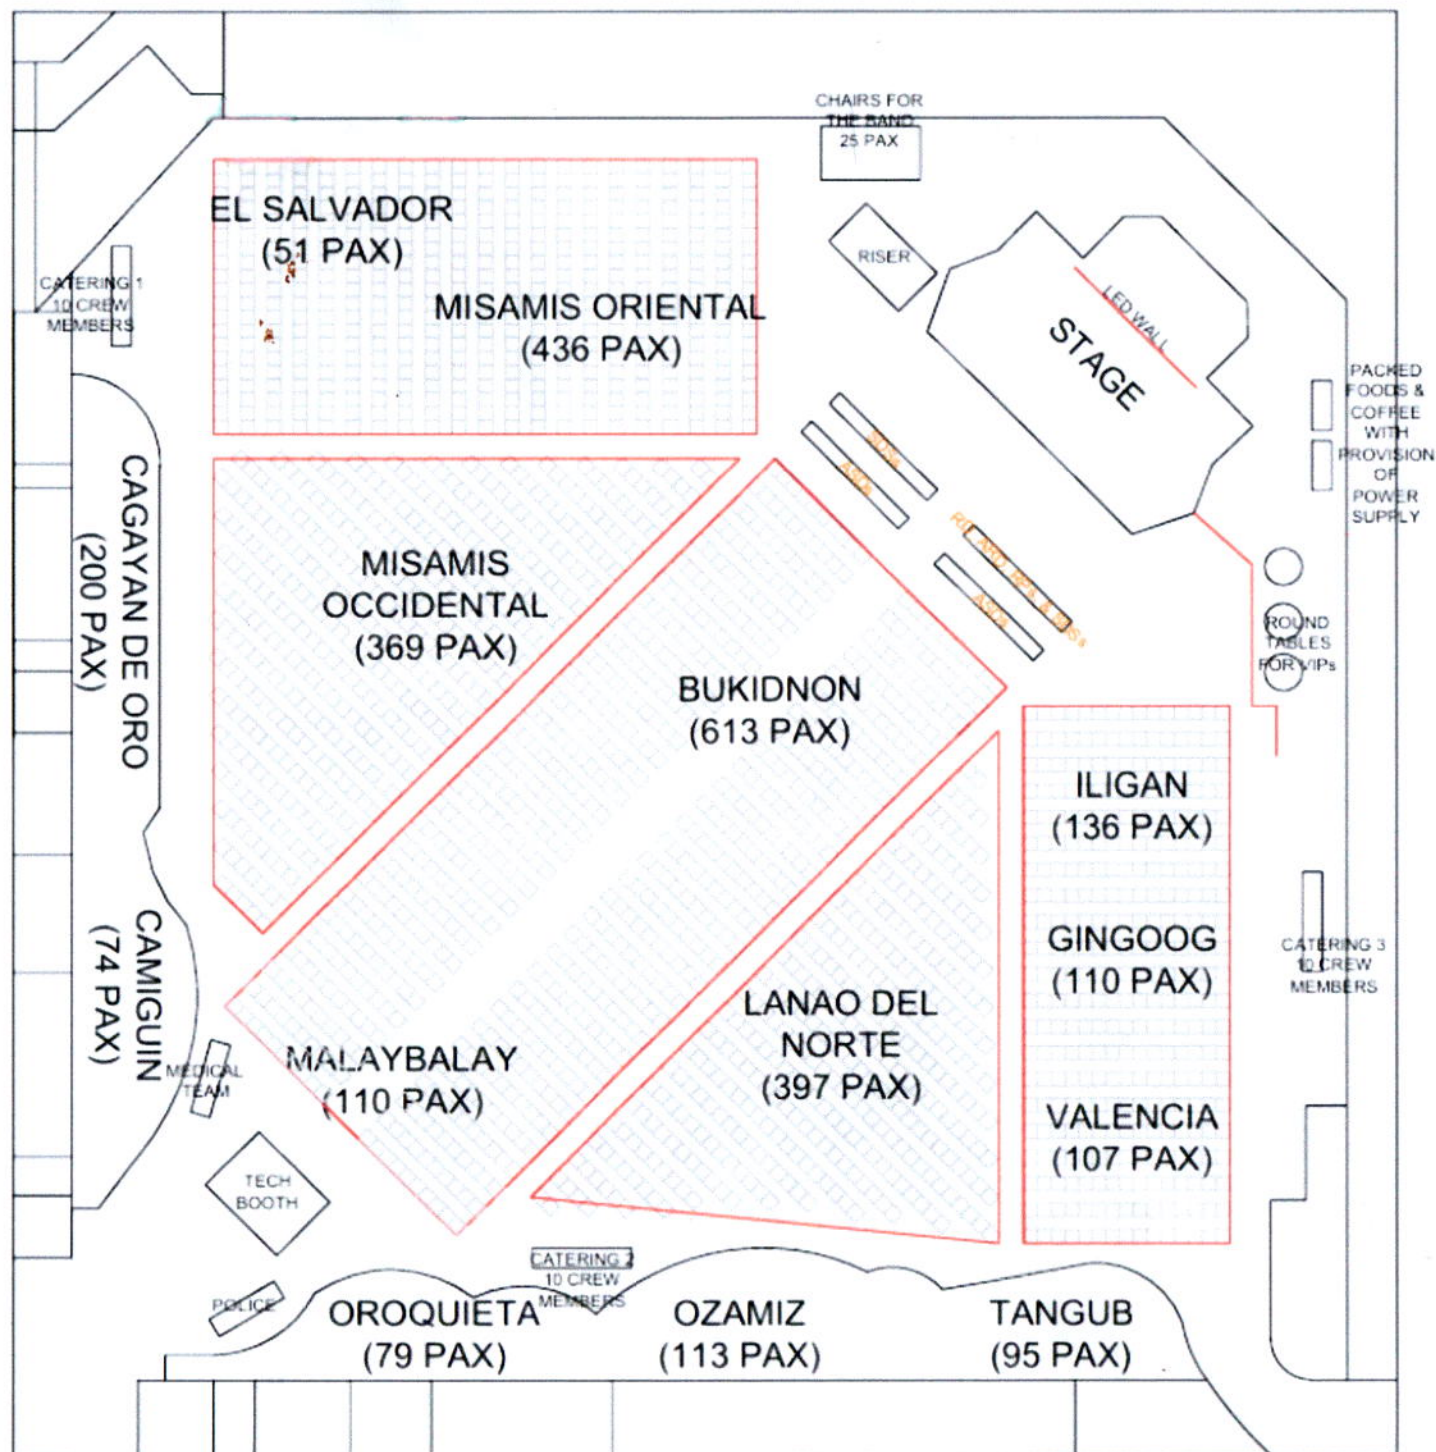 CHAIRS FOR
THE BAND
25 PAX
EL SALVADOR
(51 PAX)
RISER
CATERING 1
10 CREW
MEMBERS
MISAMIS ORIENTAL
(436 PAX)
LED WALL
STAGE
PACKED
FOODS &
COFFEE
WITH
PROVISION
OF
POWER
SUPPLY
SDSs
ASDs
CAGAYAN DE ORO
(200 PAX)
MISAMIS
OCCIDENTAL
(369 PAX)
ARD
ASDs
ROUND
TABLES
FOR VIPs
BUKIDNON
(613 PAX)
ILIGAN
(136 PAX)
CAMIGUIN
(74 PAX)
GINGOOG
(110 PAX)
CATERING 3
10 CREW
MEMBERS
LANAO DEL
NORTE
(397 PAX)
MALAYBALAY
(110 PAX)
MEDICAL
TEAM
VALENCIA
(107 PAX)
TECH
BOOTH
CATERING 2
10 CREW
MEMBERS
POLICE
OROQUIETA
(79 PAX)
OZAMIZ
(113 PAX)
TANGUB
(95 PAX)